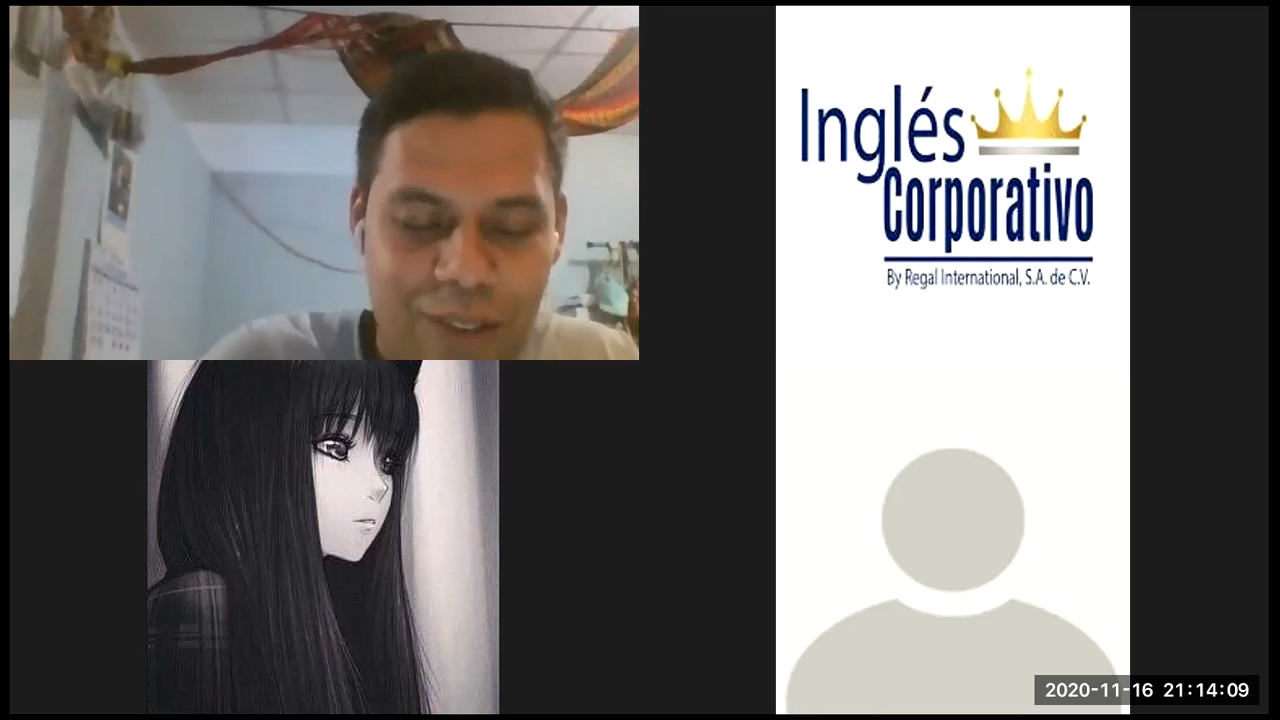 Inglés
Corporativo
By Regal International, S.A. de C.V.
2020-11-16 21:14:09